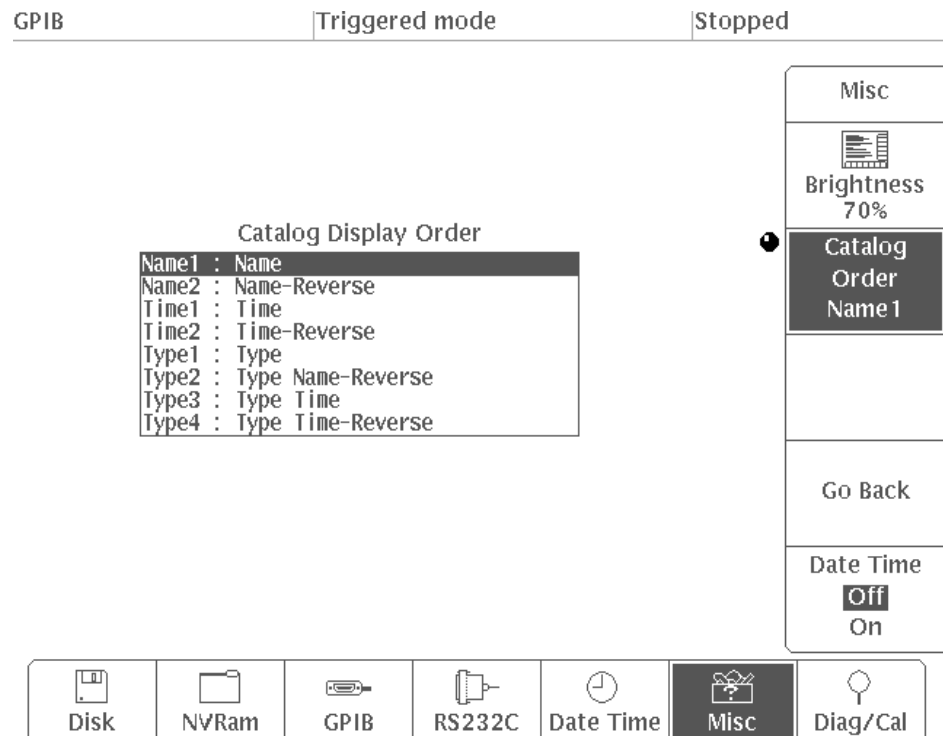 GPIB Triggered mode Stopped
Misc
Brightness
70%
Catalog Display Order
Name1 : Name
Name2 : Name-Reverse
Time1 : Time
Time2 : Time-Reverse
Type1 : Type
Type2 : Type Name-Reverse
Type3 : Type Time
Type4 : Type Time-Reverse
Catalog
Order
Name1
Go Back
Date Time
Off
On
Disk NVRam GPIB RS232C Date Time Misc Diag/Cal